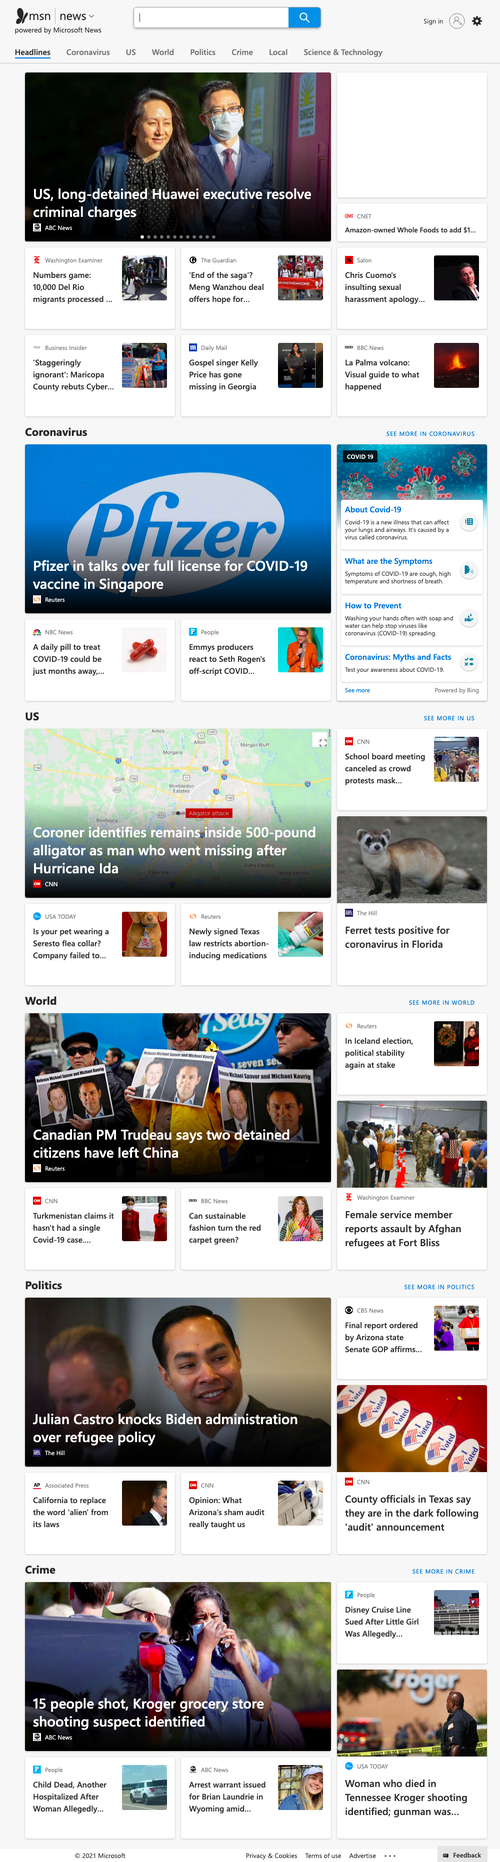 msn | news
powered by Microsoft News
Sign in
Headlines Coronavirus US World Politics Crime Local Science & Technology
US, long-detained Huawei executive resolve
criminal charges
ABC News
CNET
Amazon-owned Whole Foods to add $1...
Washington Examiner
Numbers game:
10,000 Del Rio
migrants processed ...
The Guardian
'End of the saga'?
Meng Wanzhou deal
offers hope for...
Salon
Chris Cuomo's
insulting sexual
harassment apology...
Business Insider
'Staggeringly
ignorant': Maricopa
County rebuts Cyber...
Daily Mail
Gospel singer Kelly
Price has gone
missing in Georgia
BBC News
La Palma volcano:
Visual guide to what
happened
Coronavirus
SEE MORE IN CORONAVIRUS
Pfizer
Pfizer in talks over full license for COVID-19
vaccine in Singapore
Reuters
COVID 19
About Covid-19
Covid-19 is a new illness that can affect
your lungs and airways. It's caused by a
virus called coronavirus.
What are the Symptoms
Symptoms of COVID-19 are cough, high
temperature and shortness of breath.
How to Prevent
Washing your hands often with soap and
water can help stop viruses like
coronavirus (COVID-19) spreading.
Coronavirus: Myths and Facts
Test your awareness about COVID-19.
See more
Powered by Bing
NBC News
A daily pill to treat
COVID-19 could be
just months away,...
People
Emmys producers
react to Seth Rogen's
off-script COVID...
US
SEE MORE IN US
Alligator attack
Coroner identifies remains inside 500-pound
alligator as man who went missing after
Hurricane Ida
CNN
CNN
School board meeting
canceled as crowd
protests mask...
The Hill
Ferret tests positive for
coronavirus in Florida
USA TODAY
Is your pet wearing a
Seresto flea collar?
Company failed to...
Reuters
Newly signed Texas
law restricts abortion-
inducing medications
World
SEE MORE IN WORLD
Canadian PM Trudeau says two detained
citizens have left China
Reuters
Reuters
In Iceland election,
political stability
again at stake
Washington Examiner
Female service member
reports assault by Afghan
refugees at Fort Bliss
CNN
Turkmenistan claims it
hasn't had a single
Covid-19 case....
BBC News
Can sustainable
fashion turn the red
carpet green?
Politics
SEE MORE IN POLITICS
Julian Castro knocks Biden administration
over refugee policy
The Hill
CBS News
Final report ordered
by Arizona state
Senate GOP affirms...
I Voted
I Voted
I Voted
I Voted
CNN
County officials in Texas say
they are in the dark following
'audit' announcement
Associated Press
California to replace
the word 'alien' from
its laws
CNN
Opinion: What
Arizona's sham audit
really taught us
Crime
SEE MORE IN CRIME
15 people shot, Kroger grocery store
shooting suspect identified
ABC News
People
Disney Cruise Line
Sued After Little Girl
Was Allegedly...
USA TODAY
Woman who died in
Tennessee Kroger shooting
identified; gunman was...
People
Child Dead, Another
Hospitalized After
Woman Allegedly...
ABC News
Arrest warrant issued
for Brian Laundrie in
Wyoming amid...
© 2021 Microsoft
Privacy & Cookies Terms of use Advertise ...
Feedback